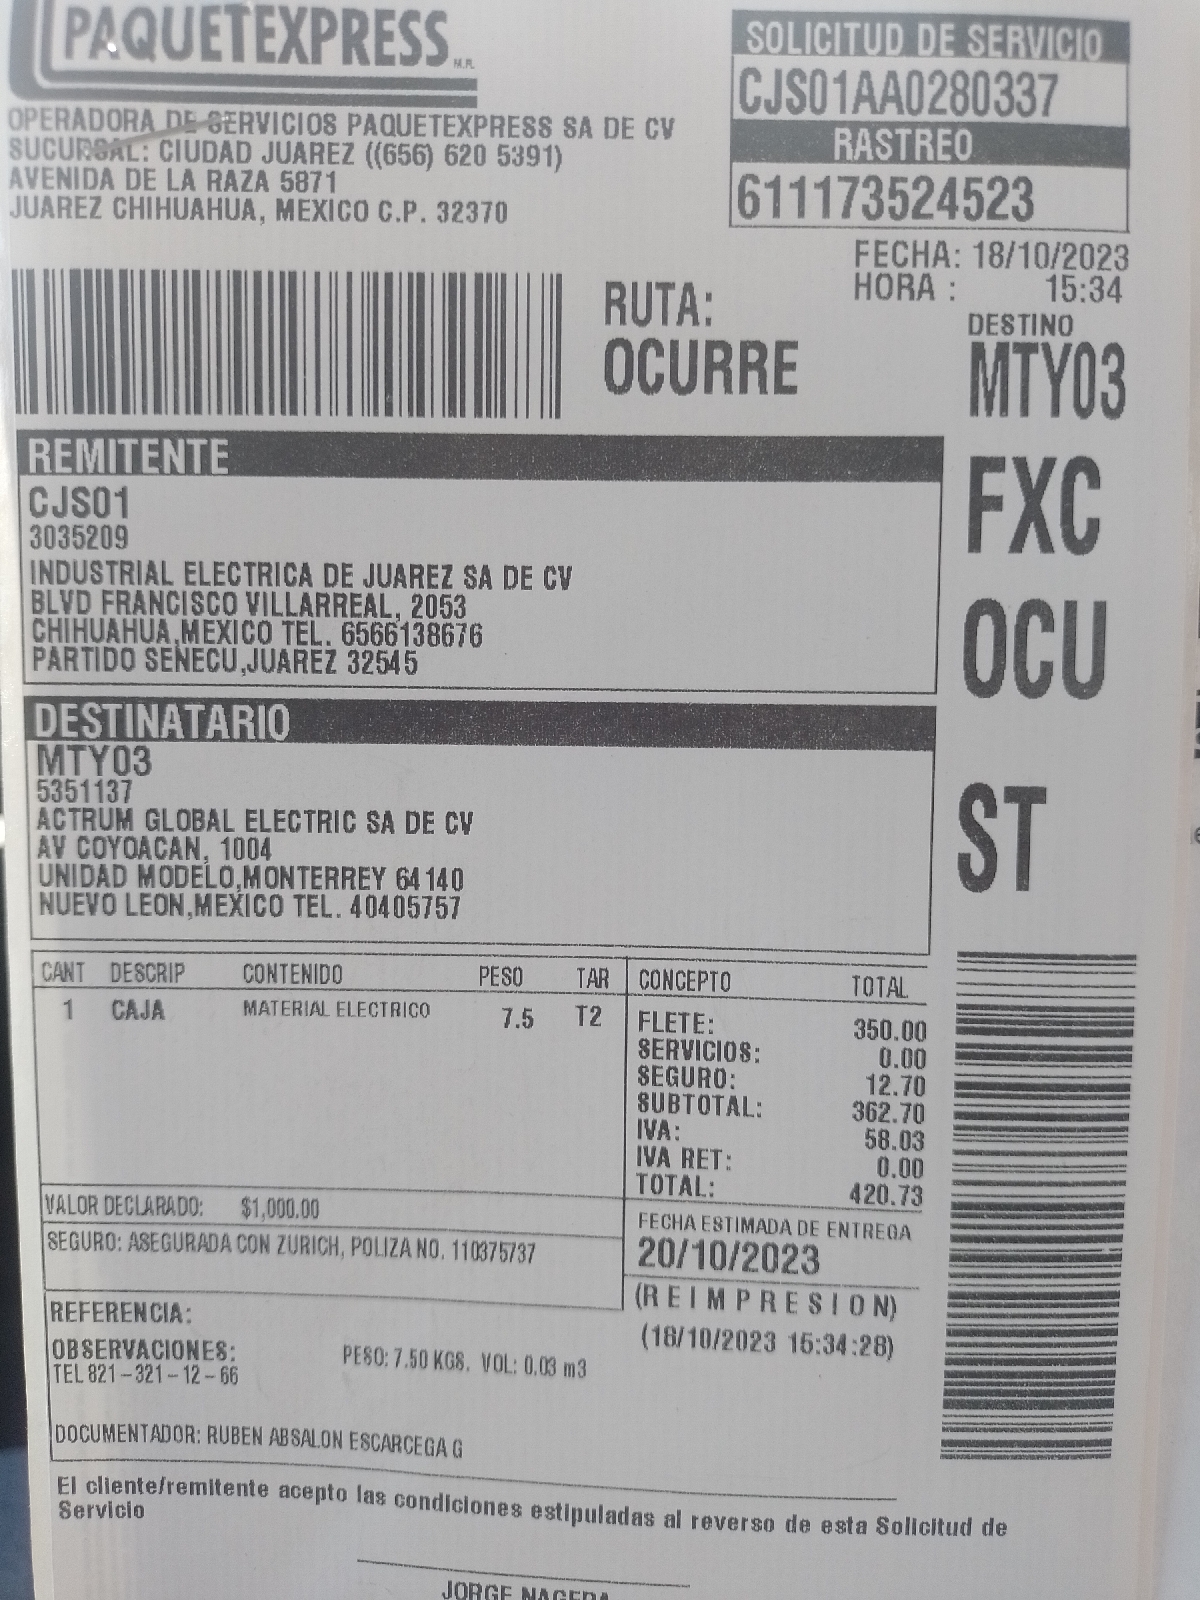 PAQUETEXPRESS M.R.
OPERADORA DE SERVICIOS PAQUETEXPRESS SA DE CV
SUCURSAL: CIUDAD JUAREZ ((656) 620 5391)
AVENIDA DE LA RAZA 5871
JUAREZ CHIHUAHUA, MEXICO C.P. 32370
SOLICITUD DE SERVICIO
CJS01AA0280337
RASTREO
611173524523
FECHA: 18/10/2023
HORA : 15:34
RUTA:
OCURRE
DESTINO
MTY03
FXC
OCU
ST
REMITENTE
CJS01
3035209
INDUSTRIAL ELECTRICA DE JUAREZ SA DE CV
BLVD FRANCISCO VILLARREAL, 2053
CHIHUAHUA,MEXICO TEL. 6566138676
PARTIDO SENECU,JUAREZ 32545
DESTINATARIO
MTY03
5351137
ACTRUM GLOBAL ELECTRIC SA DE CV
AV COYOACAN, 1004
UNIDAD MODELO,MONTERREY 64140
NUEVO LEON,MEXICO TEL. 40405757
CANT DESCRIP CONTENIDO PESO TAR
1 CAJA MATERIAL ELECTRICO 7.5 T2
CONCEPTO TOTAL
FLETE: 350.00
SERVICIOS: 0.00
SEGURO: 12.70
SUBTOTAL: 362.70
IVA: 58.03
IVA RET: 0.00
TOTAL: 420.73
VALOR DECLARADO: $1,000.00
SEGURO: ASEGURADA CON ZURICH, POLIZA NO. 110375737
FECHA ESTIMADA DE ENTREGA
20/10/2023
(REIMPRESION)
(18/10/2023 15:34:28)
REFERENCIA:
OBSERVACIONES:
TEL 821-321-12-66
PESO: 7.50 KGS. VOL: 0.03 m3
DOCUMENTADOR: RUBEN ABSALON ESCARCEGA G
El cliente/remitente acepto las condiciones estipuladas al reverso de esta Solicitud de
Servicio
JORGE NAGERA